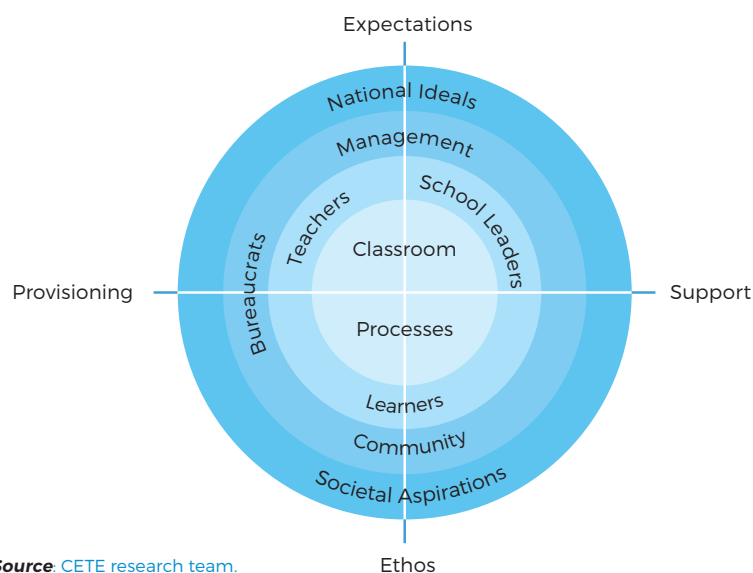 Expectations
National Ideals
Management
School Leaders
Teachers
Classroom
Bureaucrats
Provisioning
Support
Processes
Learners
Community
Societal Aspirations
Source: CETE research team.
Ethos